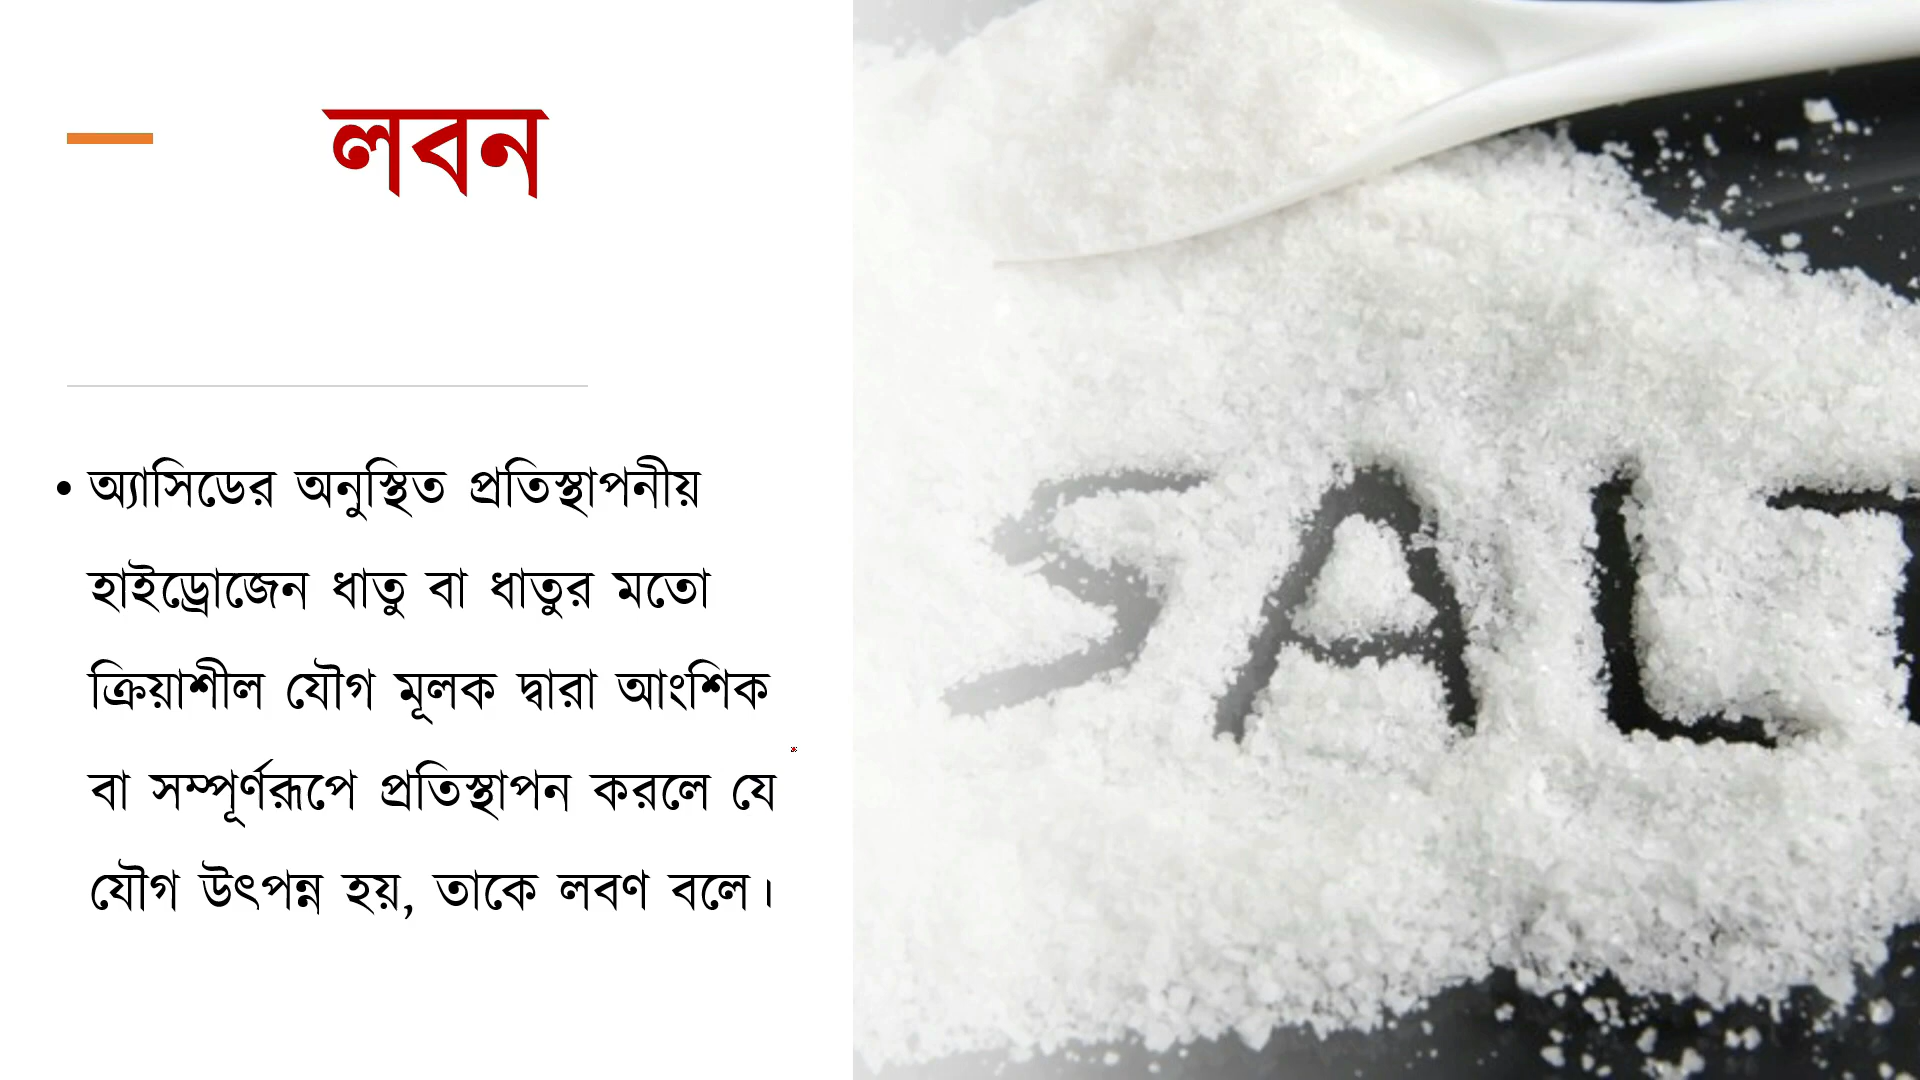 লবন
• অ্যাসিডের অনুস্থিত প্রতিস্থাপনীয়
হাইড্রোজেন ধাতু বা ধাতুর মতো
ক্রিয়াশীল যৌগ মূলক দ্বারা আংশিক
বা সম্পূর্ণরূপে প্রতিস্থাপন করলে যে
যৌগ উৎপন্ন হয়, তাকে লবণ বলে।
SALT